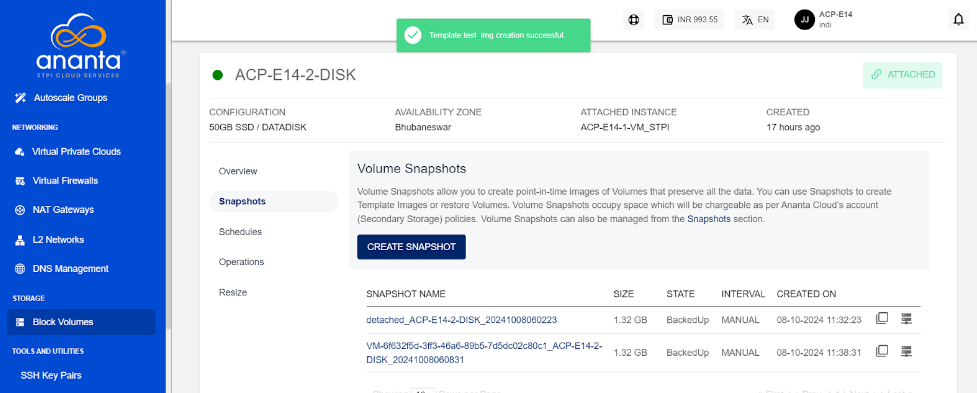 ananta
STPI CLOUD SERVICES
Autoscale Groups
NETWORKING
Virtual Private Clouds
Virtual Firewalls
NAT Gateways
L2 Networks
DNS Management
STORAGE
Block Volumes
TOOLS AND UTILITIES
SSH Key Pairs
Template test_img creation successful.
INR 993.55
EN
JJ
ACP-E14
indi
ACP-E14-2-DISK
ATTACHED
CONFIGURATION
50GB SSD / DATADISK
AVAILABILITY ZONE
Bhubaneswar
ATTACHED INSTANCE
ACP-E14-1-VM_STPI
CREATED
17 hours ago
Overview
Snapshots
Schedules
Operations
Resize
Volume Snapshots
Volume Snapshots allow you to create point-in-time images of Volumes that preserve all the data. You can use Snapshots to create
Template Images or restore Volumes. Volume Snapshots occupy space which will be chargeable as per Ananta Cloud's account
(Secondary Storage) policies. Volume Snapshots can also be managed from the Snapshots section.
CREATE SNAPSHOT
SNAPSHOT NAME SIZE STATE INTERVAL CREATED ON
detached_ACP-E14-2-DISK_20241008060223 1.32 GB BackedUp MANUAL 08-10-2024 11:32:23
VM-6f632f5d-3ff3-46a6-89b5-7d5dc02c80c1_ACP-E14-2-
DISK_20241008060831 1.32 GB BackedUp MANUAL 08-10-2024 11:38:31